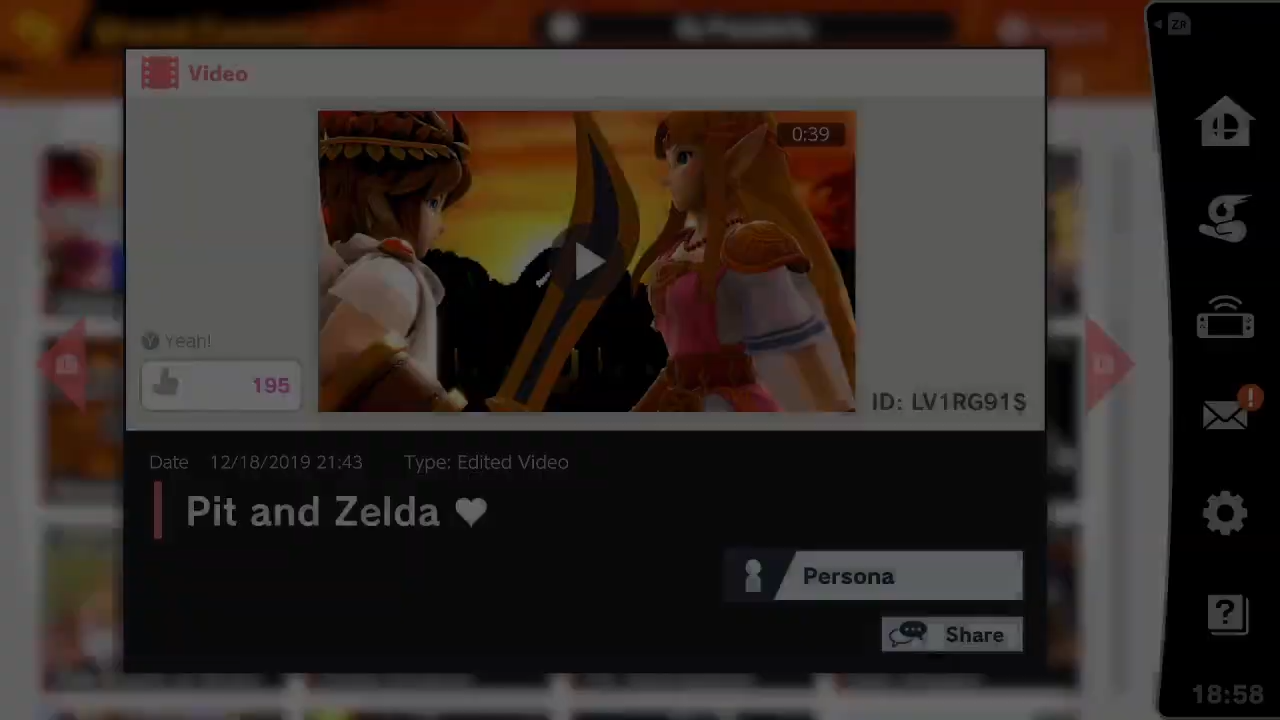 ZR
Video
0:39
Y Yeah!
195
ID: LV1RG91S
Date 12/18/2019 21:43 Type: Edited Video
Pit and Zelda ♥
Persona
Share
L
!
?
18:58